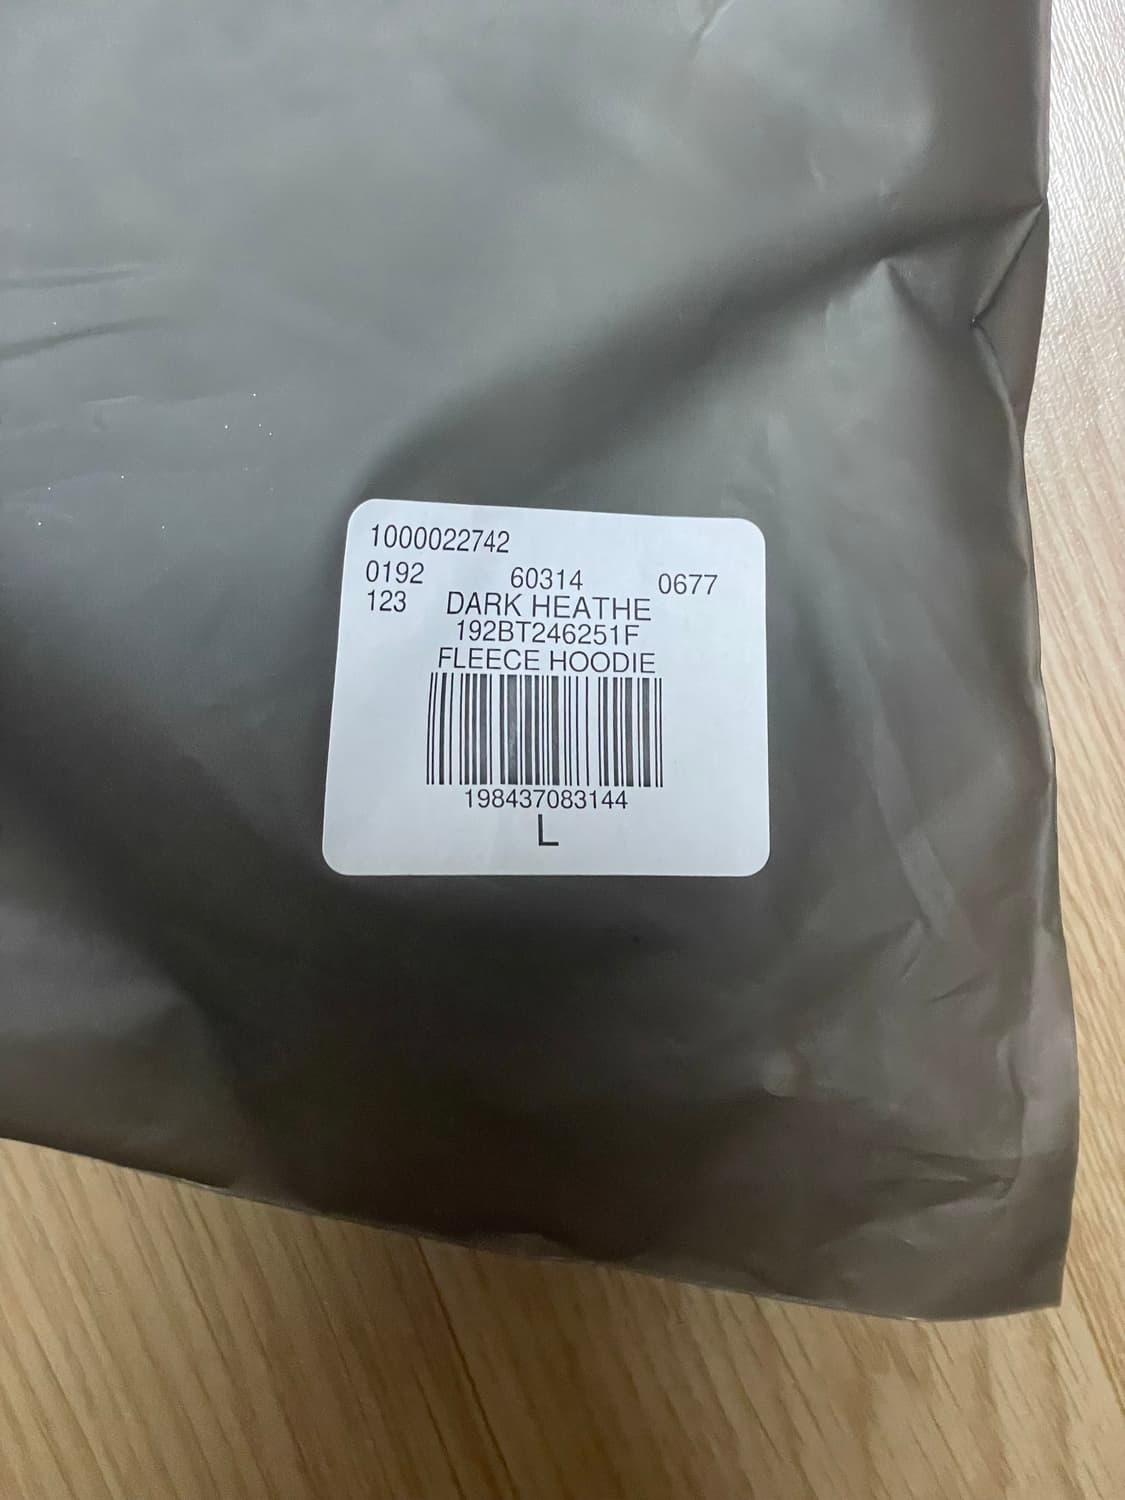 1000022742
0192 60314 0677
123 DARK HEATHE
192BT246251F
FLEECE HOODIE
198437083144
L